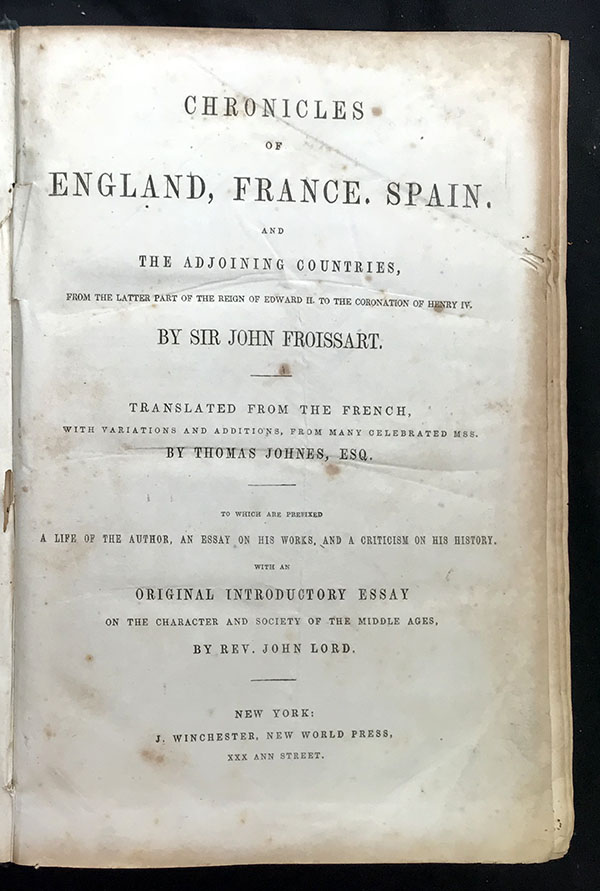 CHRONICLES
OF
ENGLAND, FRANCE. SPAIN.
AND
THE ADJOINING COUNTRIES,
FROM THE LATTER PART OF THE REIGN OF EDWARD II. TO THE CORONATION OF HENRY IV.
BY SIR JOHN FROISSART.
TRANSLATED FROM THE FRENCH,
WITH VARIATIONS AND ADDITIONS, FROM MANY CELEBRATED MSS.
BY THOMAS JOHNES, ESQ.
TO WHICH ARE PREFIXED
A LIFE OF THE AUTHOR, AN ESSAY ON HIS WORKS, AND A CRITICISM ON HIS HISTORY.
WITH AN
ORIGINAL INTRODUCTORY ESSAY
ON THE CHARACTER AND SOCIETY OF THE MIDDLE AGES,
BY REV. JOHN LORD.
NEW YORK:
J. WINCHESTER, NEW WORLD PRESS,
XXX ANN STREET.